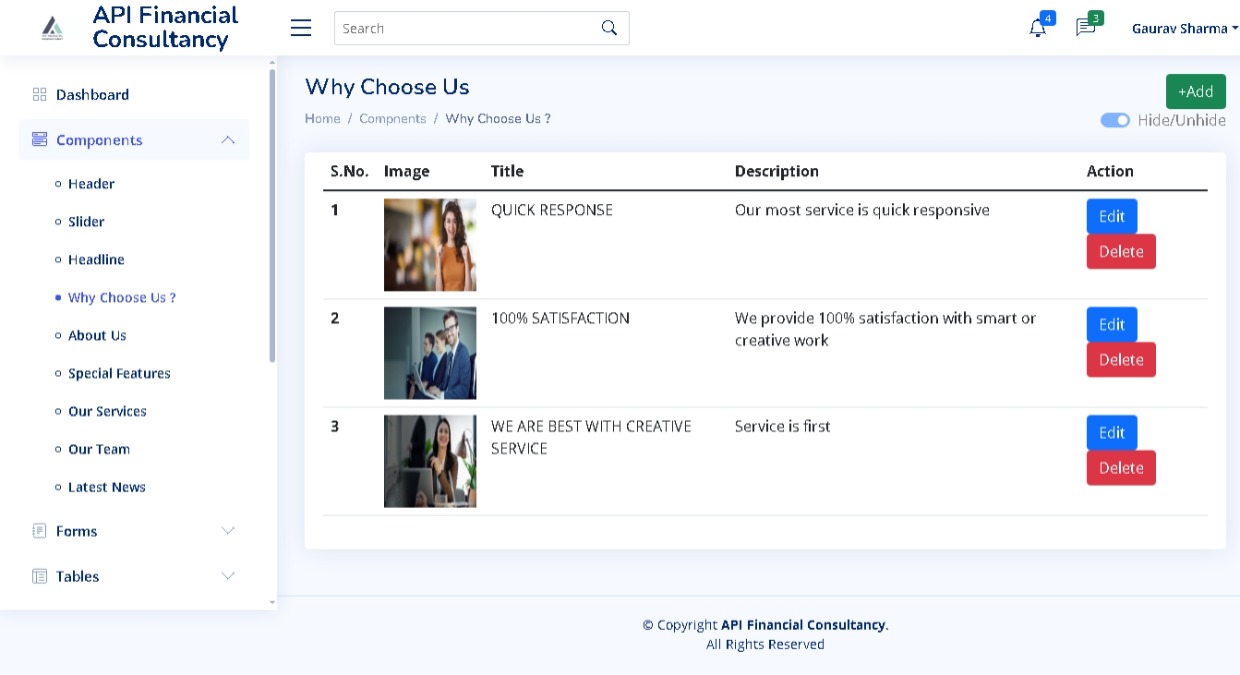 API Financial
Consultancy
Search
4
3
Gaurav Sharma
Dashboard
Components
Header
Slider
Headline
Why Choose Us ?
About Us
Special Features
Our Services
Our Team
Latest News
Forms
Tables
Why Choose Us
Home / Compnents / Why Choose Us ?
+Add
Hide/Unhide
S.No. Image Title Description Action
1 QUICK RESPONSE Our most service is quick responsive Edit
Delete
2 100% SATISFACTION We provide 100% satisfaction with smart or Edit
creative work
Delete
3 WE ARE BEST WITH CREATIVE Service is first Edit
SERVICE
Delete
© Copyright API Financial Consultancy.
All Rights Reserved